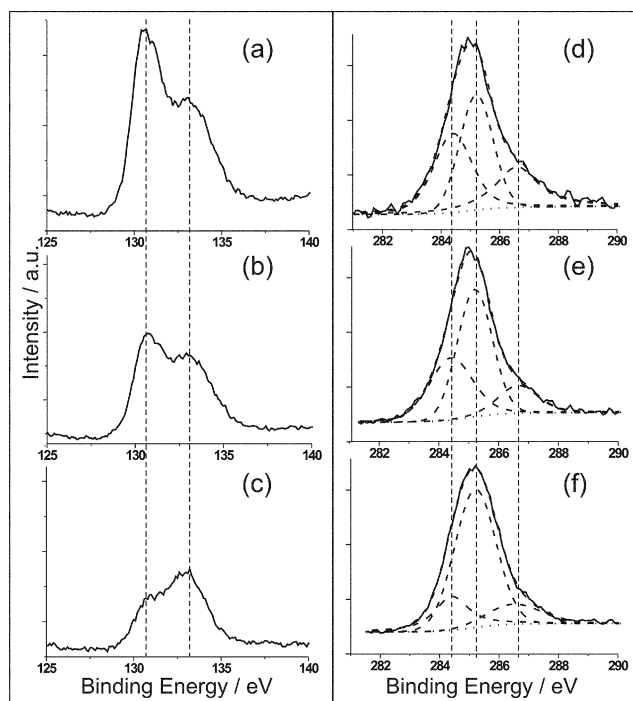 (a)
125 130 135 140
(b)
125 130 135 140
(c)
125 130 135 140
Binding Energy / eV
Intensity / a.u.
(d)
282 284 286 288 290
(e)
282 284 286 288 290
(f)
282 284 286 288 290
Binding Energy / eV